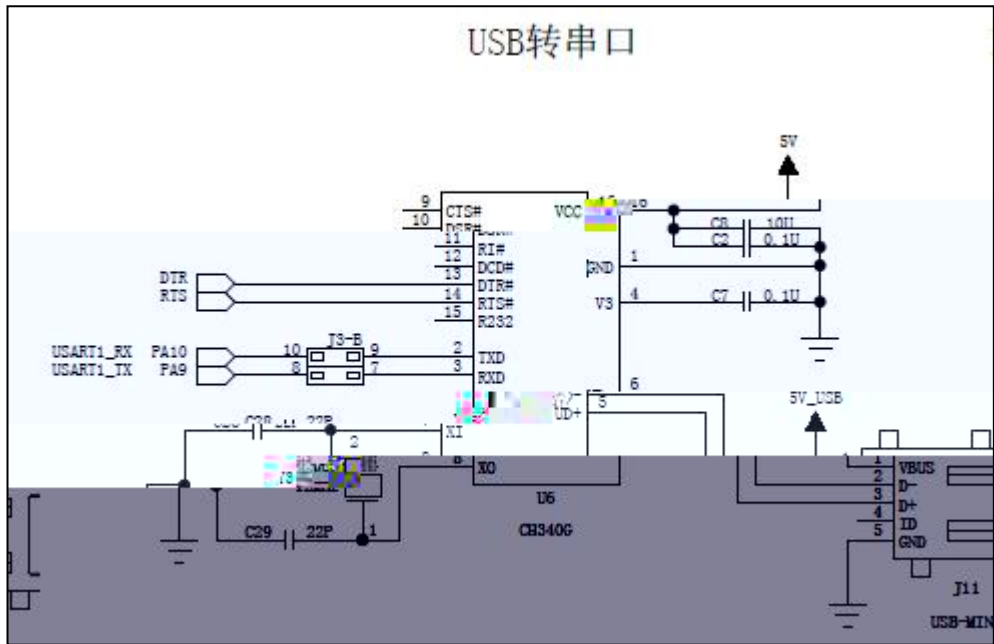 USB转串口
5V
9 CTS# VCC
10 DSR# C8 10U
11 RI# C2 0.1U
12 DCD# GND 1
DTR 13 DTR#
RTS 14 RTS# V3 4 C7 0.1U
15 R232
J3-B
USART1_RX PA10 10 9 2 TXD
USART1_TX PA9 8 7 3 RXD
6
5V_USB
UD+ 5
22P XI
2
8 XO 1 VBUS
2 D-
U6 3 D+
C29 22P 1 CH340G 4 ID
5 GND
J11
USB-MIN